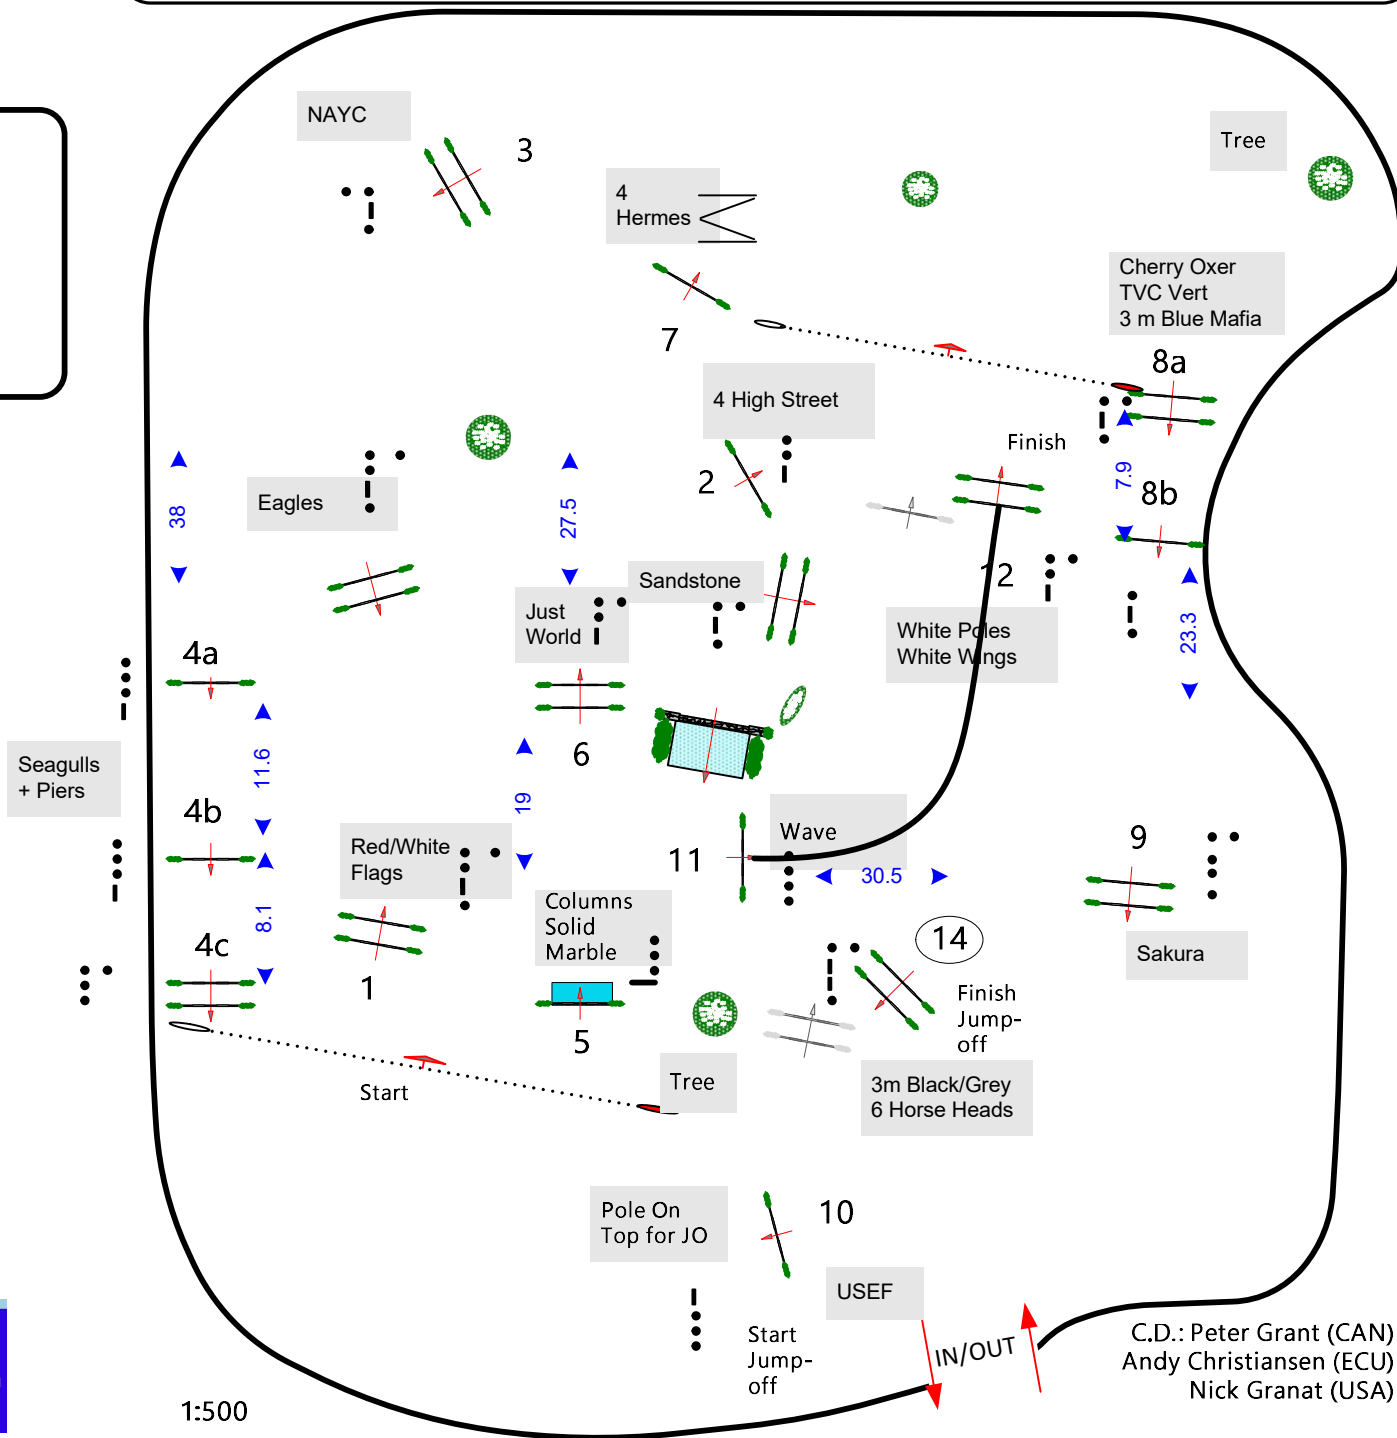 NAYC
3
Tree
4
Hermes
Cherry Oxer
TVC Vert
3 m Blue Mafia
7
8a
4 High Street
Finish
2
7.9
8b
38
Eagles
27.5
12
Sandstone
Just
World
23.3
White Poles
White Wings
4a
Seagulls
+ Piers
11.6
6
19
4b
Red/White
Flags
11
Wave
30.5
9
8.1
Columns
Solid
Marble
4c
14
Sakura
1
Finish
Jump-
off
5
Start
Tree
3m Black/Grey
6 Horse Heads
Pole On
Top for JO
10
USEF
Start
Jump-
off
IN/OUT
C.D.: Peter Grant (CAN)
Andy Christiansen (ECU)
Nick Granat (USA)
1:500